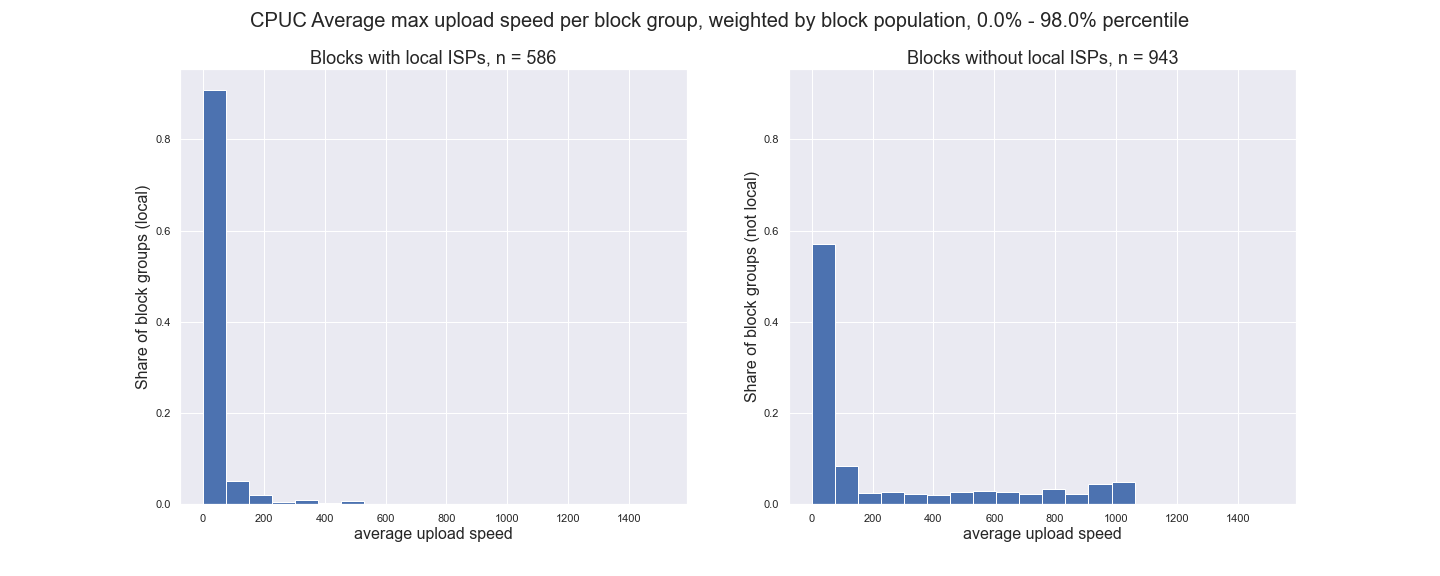 CPUC Average max upload speed per block group, weighted by block population, 0.0% - 98.0% percentile
Blocks with local ISPs, n = 586
Share of block groups (local)
0.8
0.6
0.4
0.2
0.0
0 200 400 600 800 1000 1200 1400
average upload speed
Blocks without local ISPs, n = 943
Share of block groups (not local)
0.8
0.6
0.4
0.2
0.0
0 200 400 600 800 1000 1200 1400
average upload speed